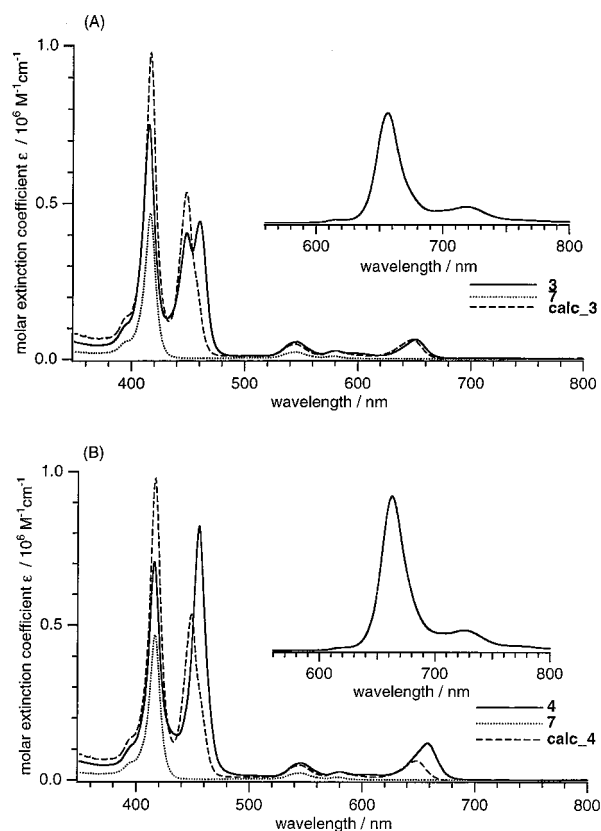 (A)
molar extinction coefficient ε / 10⁶ M⁻¹cm⁻¹
1.0
0.5
0.0
400 500 600 700 800
wavelength / nm
600 700 800
wavelength / nm
3
7
calc_3
(B)
molar extinction coefficient ε / 10⁶ M⁻¹cm⁻¹
1.0
0.5
0.0
400 500 600 700 800
wavelength / nm
600 700 800
wavelength / nm
4
7
calc_4